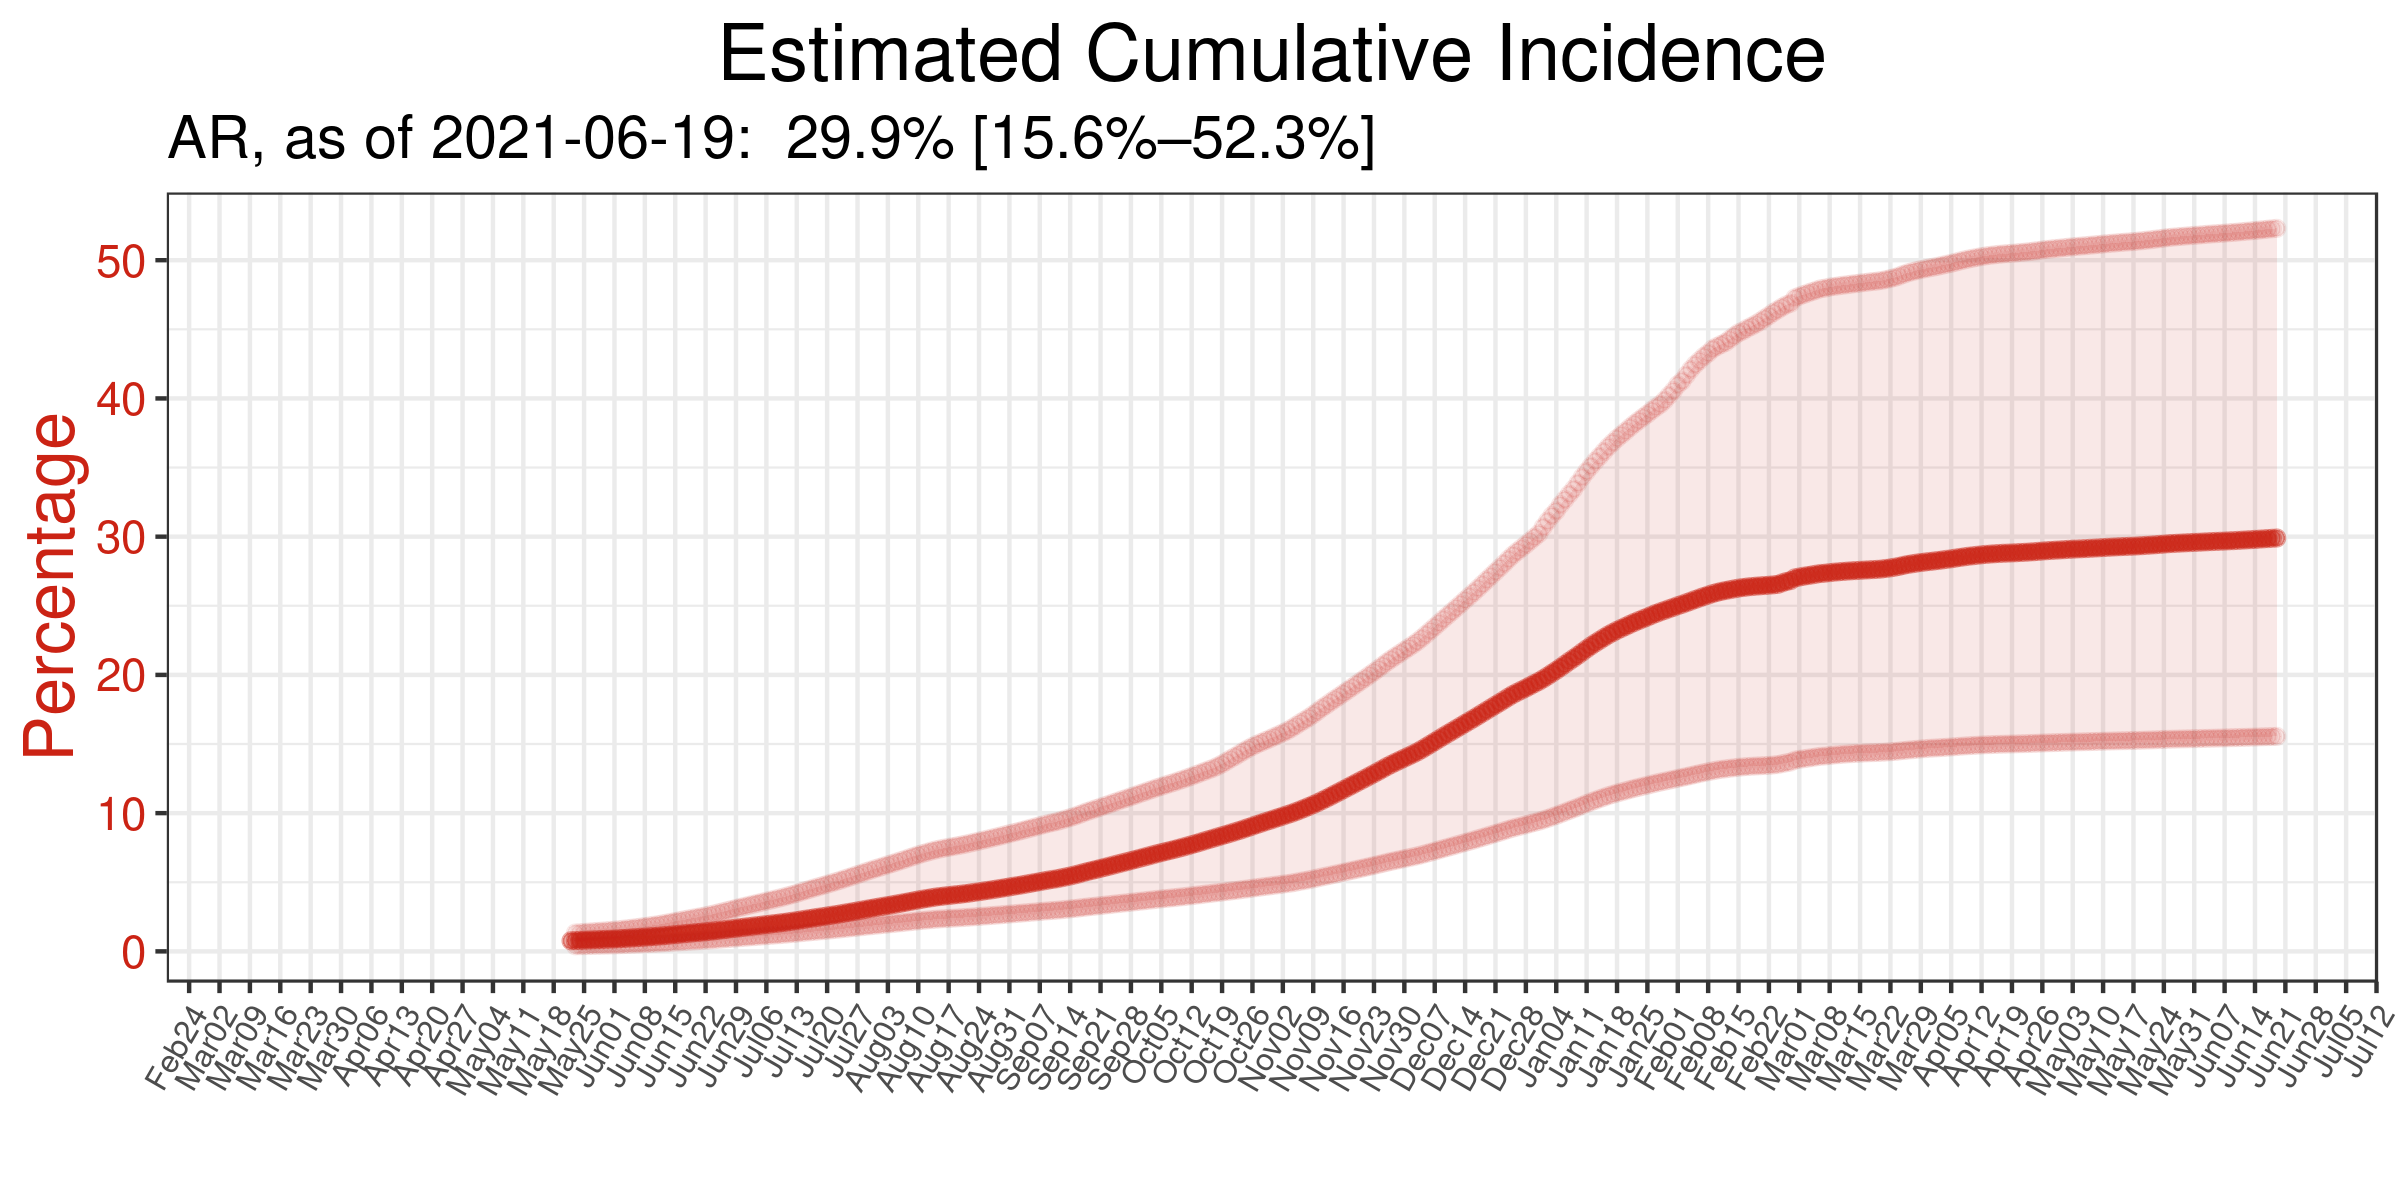 Estimated Cumulative Incidence
AR, as of 2021-06-19: 29.9% [15.6%–52.3%]
Percentage
50
40
30
20
10
0
Feb24
Mar02
Mar09
Mar16
Mar23
Mar30
Apr06
Apr13
Apr20
Apr27
May04
May11
May18
May25
Jun01
Jun08
Jun15
Jun22
Jun29
Jul06
Jul13
Jul20
Jul27
Aug03
Aug10
Aug17
Aug24
Aug31
Sep07
Sep14
Sep21
Sep28
Oct05
Oct12
Oct19
Oct26
Nov02
Nov09
Nov16
Nov23
Nov30
Dec07
Dec14
Dec21
Dec28
Jan04
Jan11
Jan18
Jan25
Feb01
Feb08
Feb15
Feb22
Mar01
Mar08
Mar15
Mar22
Mar29
Apr05
Apr12
Apr19
Apr26
May03
May10
May17
May24
May31
Jun07
Jun14
Jun21
Jun28
Jul05
Jul12